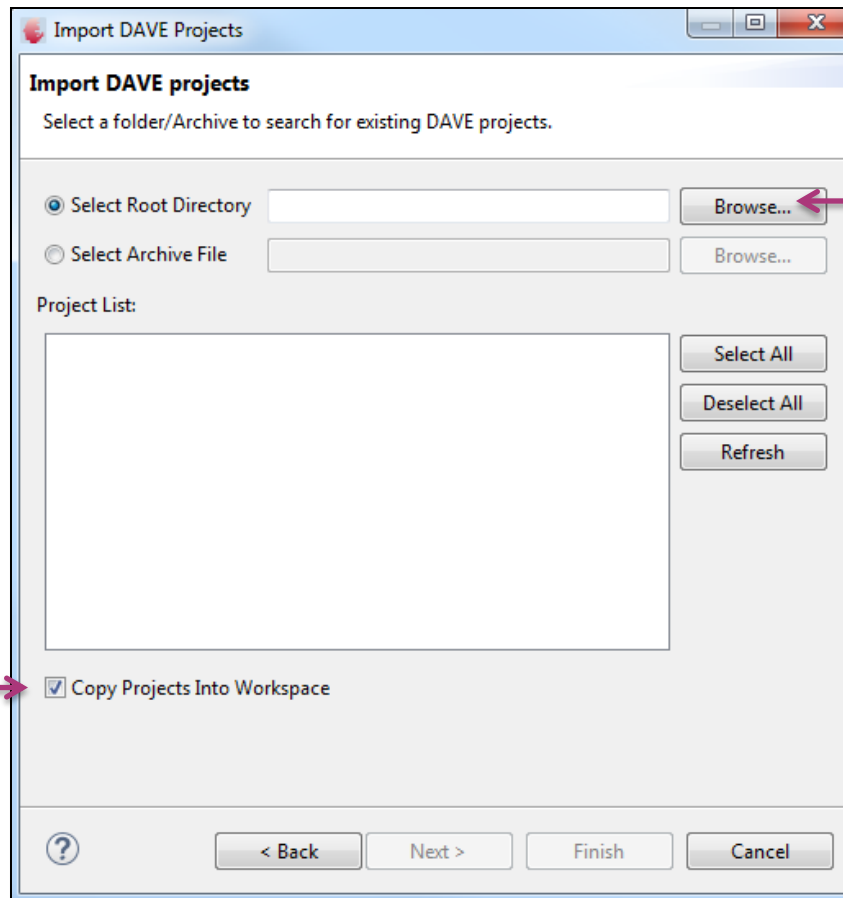 Import DAVE Projects
Import DAVE projects
Select a folder/Archive to search for existing DAVE projects.
Select Root Directory Browse...
Select Archive File Browse...
Project List:
Select All
Deselect All
Refresh
Copy Projects Into Workspace
? < Back Next > Finish Cancel